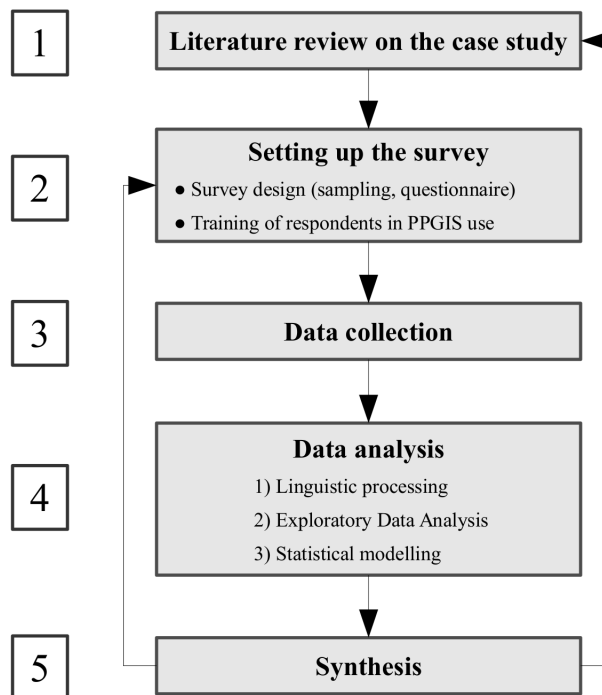 1
Literature review on the case study
2
Setting up the survey
● Survey design (sampling, questionnaire)
● Training of respondents in PPGIS use
3
Data collection
4
Data analysis
1) Linguistic processing
2) Exploratory Data Analysis
3) Statistical modelling
5
Synthesis